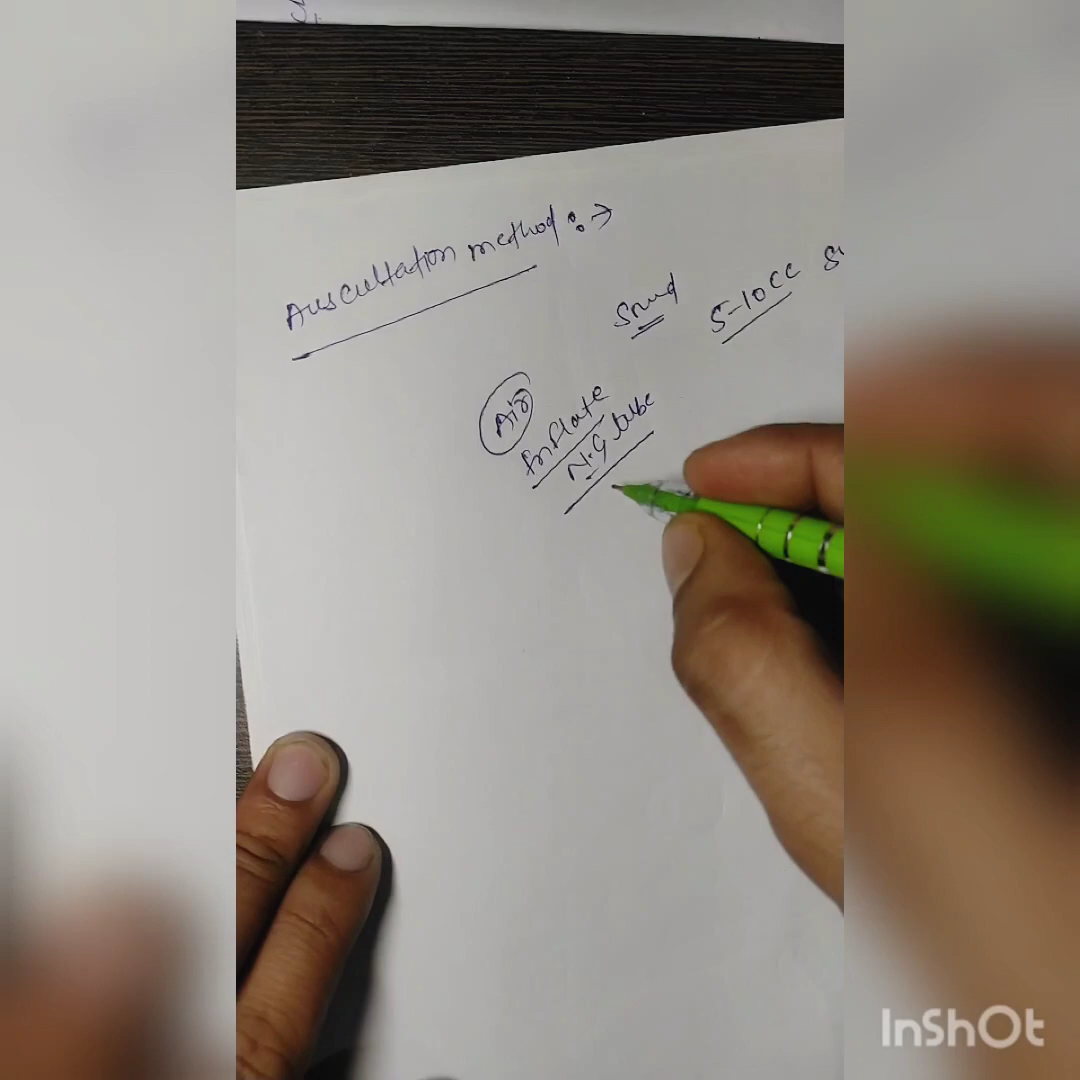 Auscultation method :→
Sound 5-10CC
Air
Inflate
N.G tube
InShOt